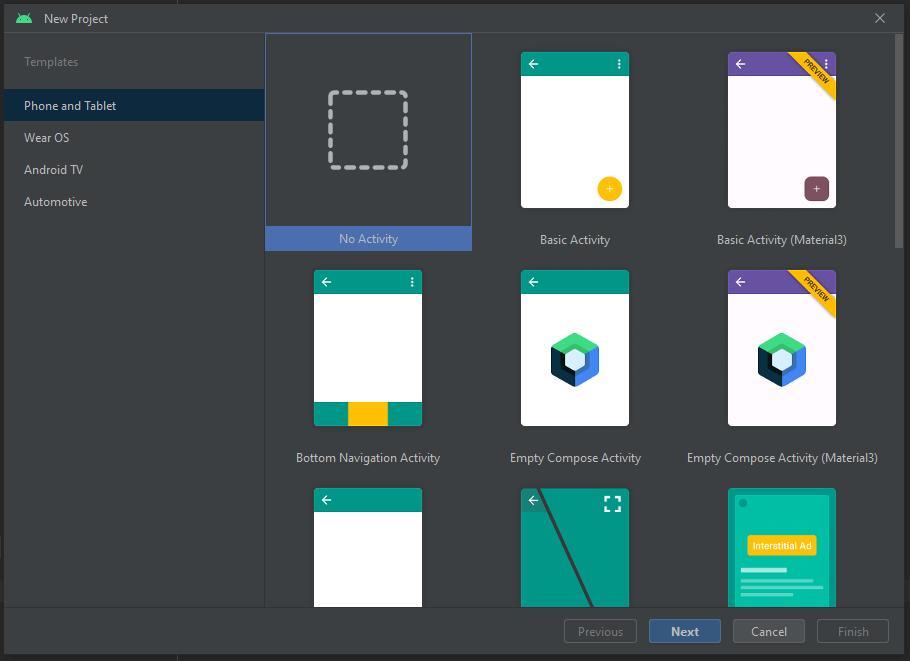 New Project
Templates
Phone and Tablet
Wear OS
Android TV
Automotive
No Activity
Basic Activity
PREVIEW
Basic Activity (Material3)
Bottom Navigation Activity
Empty Compose Activity
PREVIEW
Empty Compose Activity (Material3)
Interstitial Ad
Previous
Next
Cancel
Finish